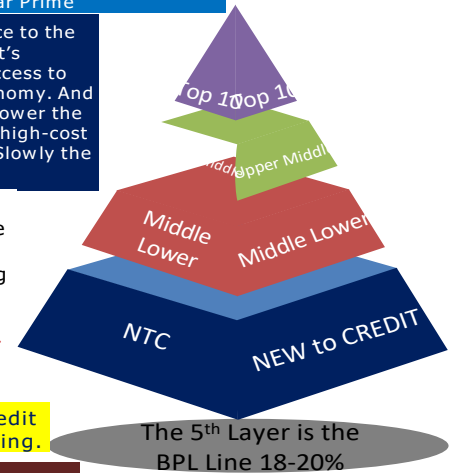 ar Prime
ce to the
t's
ccess to
nomy. And
ower the
high-cost
Slowly the
e
g
edit
ing.
Top 10
Top 10
Middle
Upper Middle
Middle
Lower
Middle Lower
NTC
NEW to CREDIT
The 5th Layer is the
BPL Line 18-20%